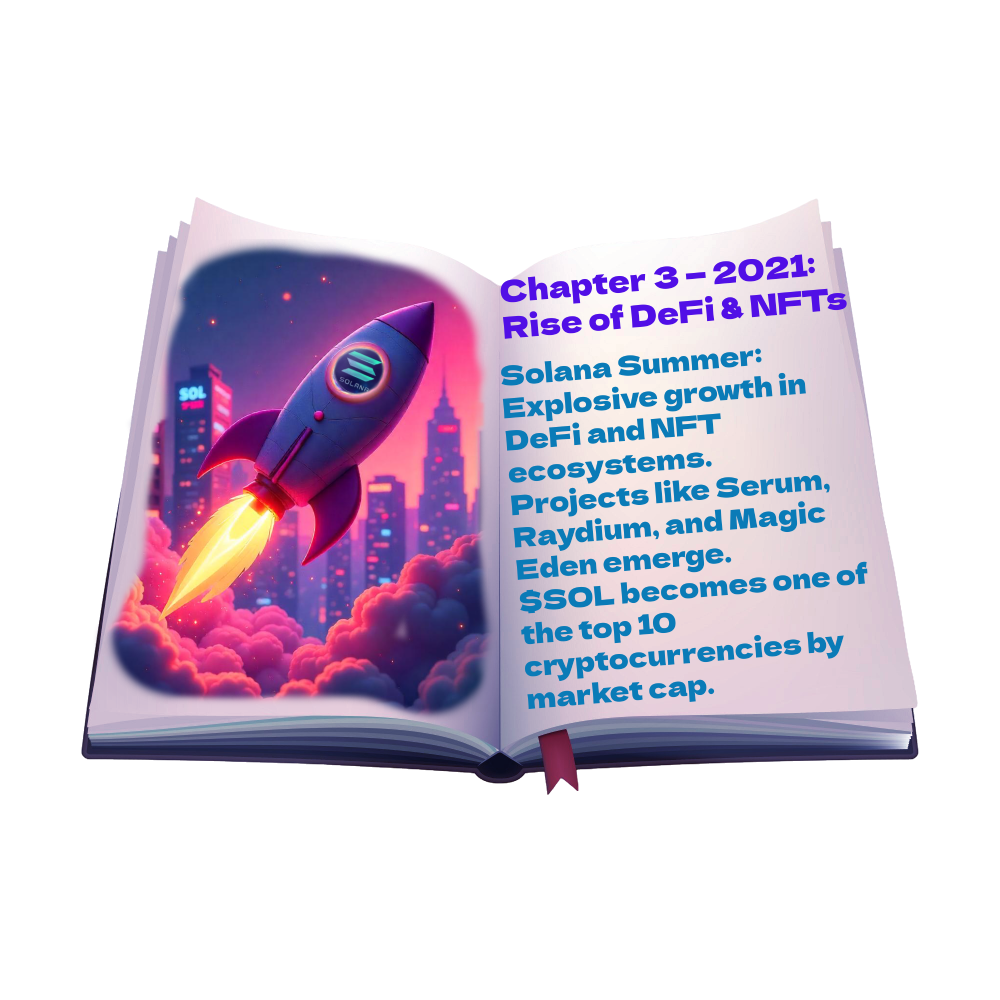 SOL
SOLANA
Chapter 3 – 2021:
Rise of DeFi & NFTs
Solana Summer:
Explosive growth in
DeFi and NFT
ecosystems.
Projects like Serum,
Raydium, and Magic
Eden emerge.
$SOL becomes one of
the top 10
cryptocurrencies by
market cap.